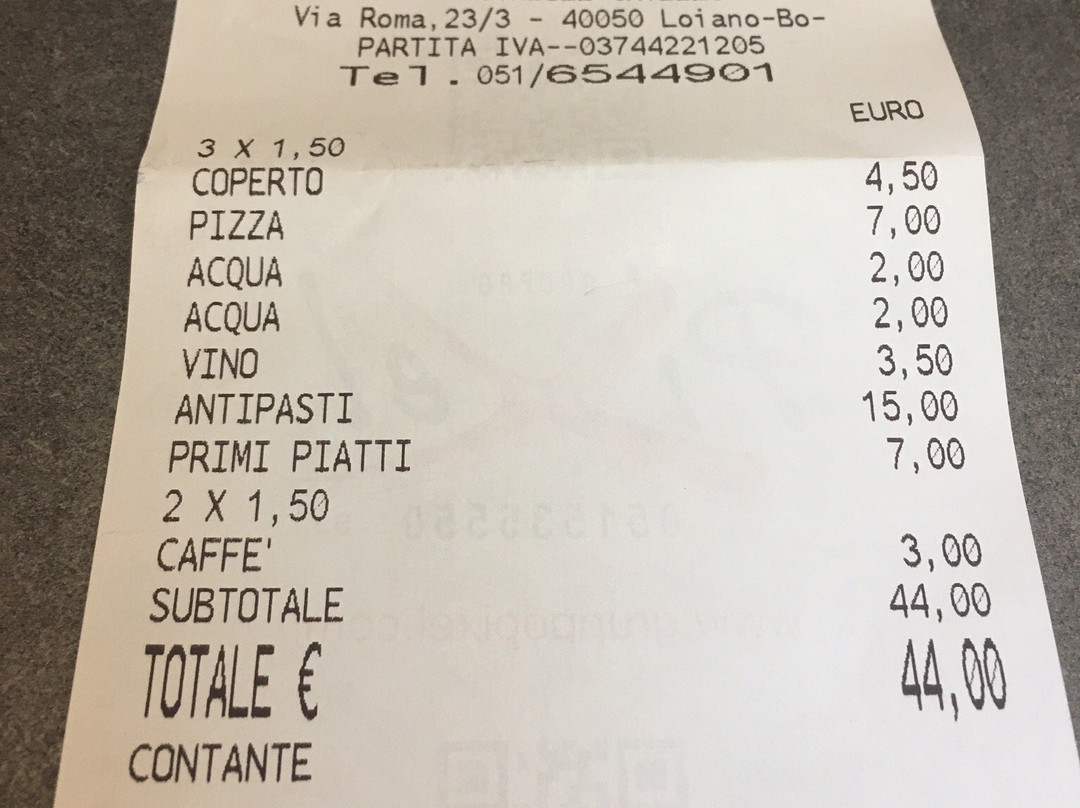 Via Roma,23/3 - 40050 Loiano-Bo-
PARTITA IVA--03744221205
Tel. 051/6544901
EURO
3 X 1,50
COPERTO 4,50
PIZZA 7,00
ACQUA 2,00
ACQUA 2,00
VINO 3,50
ANTIPASTI 15,00
PRIMI PIATTI 7,00
2 X 1,50
CAFFE' 3,00
SUBTOTALE 44,00
TOTALE € 44,00
CONTANTE